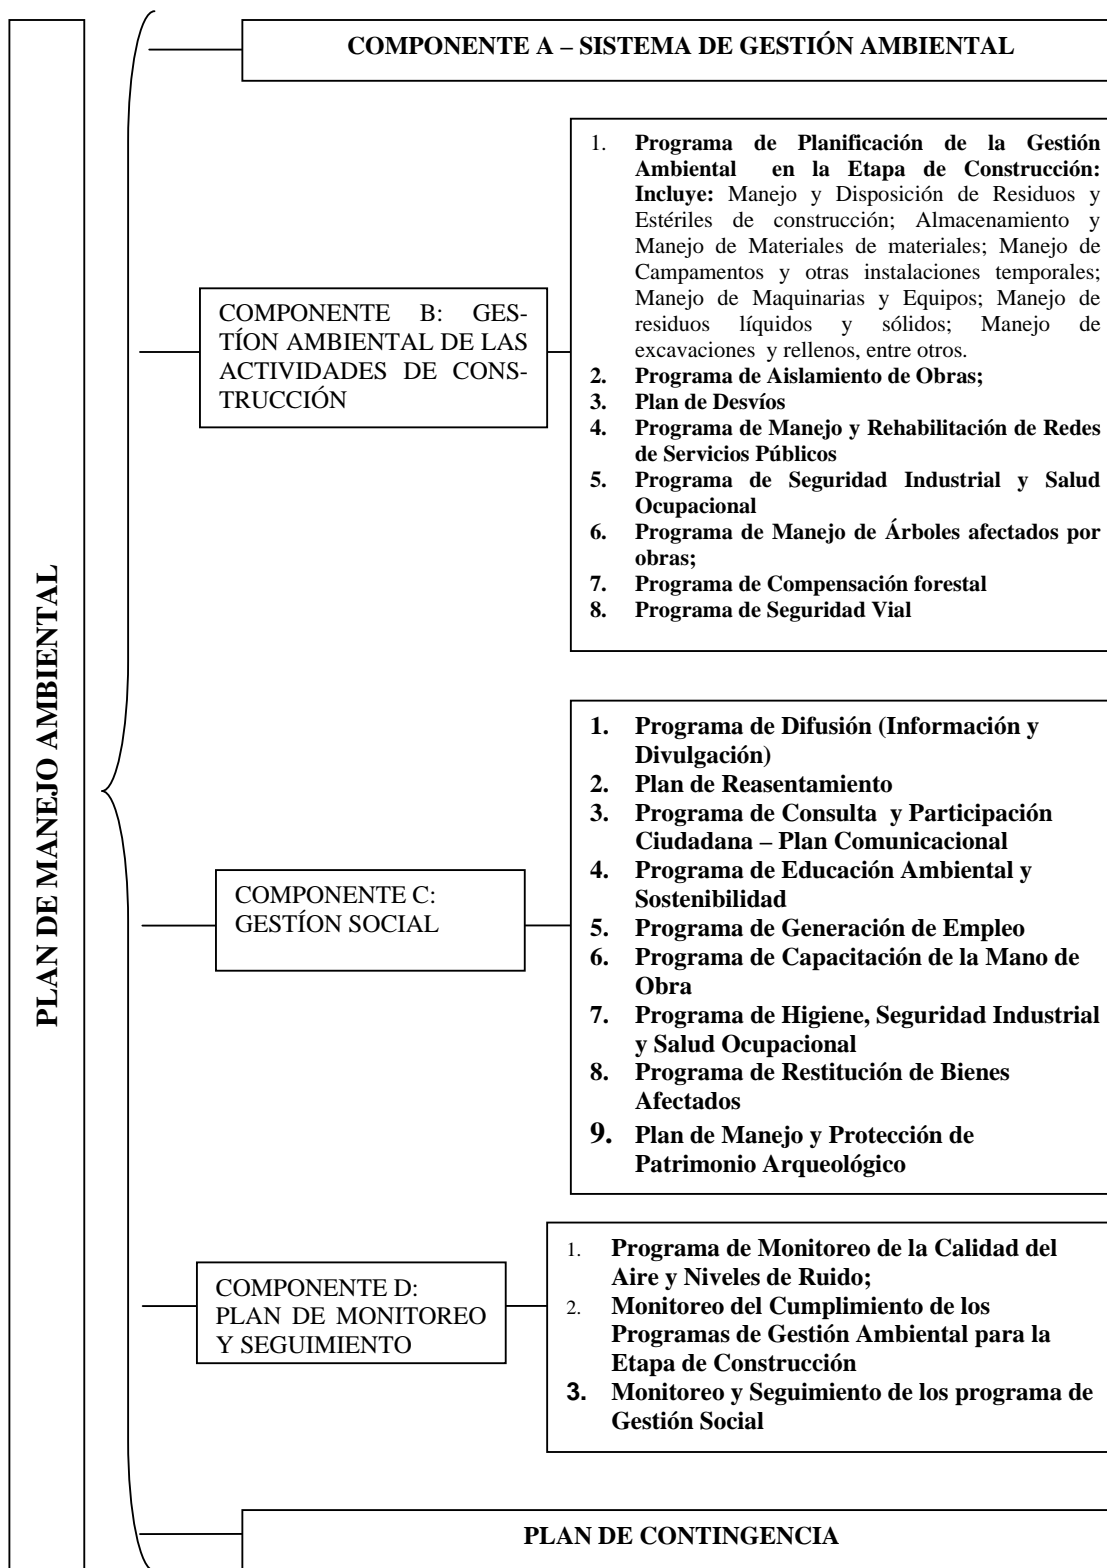 PLAN DE MANEJO AMBIENTAL
COMPONENTE A – SISTEMA DE GESTIÓN AMBIENTAL
COMPONENTE B: GES-
TÍON AMBIENTAL DE LAS
ACTIVIDADES DE CONS-
TRUCCIÓN
1. Programa de Planificación de la Gestión
Ambiental en la Etapa de Construcción:
Incluye: Manejo y Disposición de Residuos y
Estériles de construcción; Almacenamiento y
Manejo de Materiales de materiales; Manejo de
Campamentos y otras instalaciones temporales;
Manejo de Maquinarias y Equipos; Manejo de
residuos líquidos y sólidos; Manejo de
excavaciones y rellenos, entre otros.
2. Programa de Aislamiento de Obras;
3. Plan de Desvíos
4. Programa de Manejo y Rehabilitación de Redes
de Servicios Públicos
5. Programa de Seguridad Industrial y Salud
Ocupacional
6. Programa de Manejo de Árboles afectados por
obras;
7. Programa de Compensación forestal
8. Programa de Seguridad Vial
COMPONENTE C:
GESTÍON SOCIAL
1. Programa de Difusión (Información y
Divulgación)
2. Plan de Reasentamiento
3. Programa de Consulta y Participación
Ciudadana – Plan Comunicacional
4. Programa de Educación Ambiental y
Sostenibilidad
5. Programa de Generación de Empleo
6. Programa de Capacitación de la Mano de
Obra
7. Programa de Higiene, Seguridad Industrial
y Salud Ocupacional
8. Programa de Restitución de Bienes
Afectados
9. Plan de Manejo y Protección de
Patrimonio Arqueológico
COMPONENTE D:
PLAN DE MONITOREO
Y SEGUIMIENTO
1. Programa de Monitoreo de la Calidad del
Aire y Niveles de Ruido;
2. Monitoreo del Cumplimiento de los
Programas de Gestión Ambiental para la
Etapa de Construcción
3. Monitoreo y Seguimiento de los programa de
Gestión Social
PLAN DE CONTINGENCIA